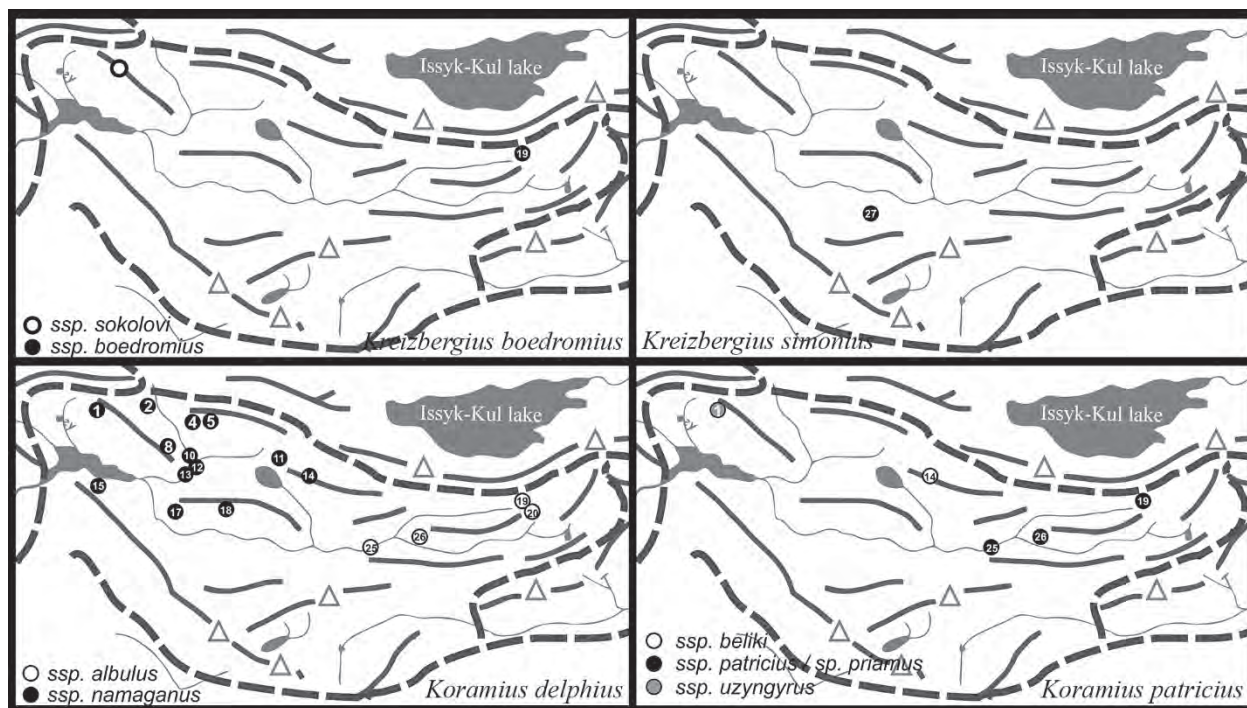 Issyk-Kul lake
19
ssp. sokolovi
ssp. boedromius
Kreizbergius boedromius
Issyk-Kul lake
27
Kreizbergius simonius
Issyk-Kul lake
1
2
4
5
8
10
12
13
11
14
15
17
18
19
20
25
26
ssp. albulus
ssp. namaganus
Koramius delphius
Issyk-Kul lake
1
14
19
25
26
ssp. beliki
ssp. patricius / sp. priamus
ssp. uzyngyrus
Koramius patricius